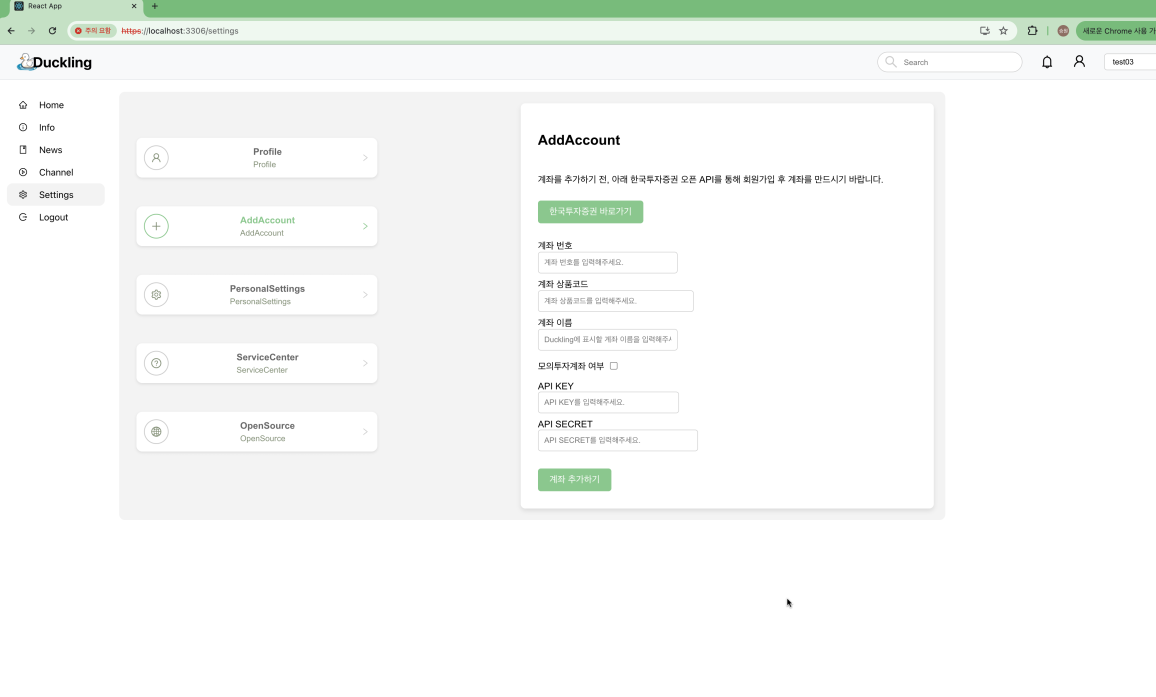 React App
주의 요함
https://localhost:3306/settings
새로운 Chrome 사용 가
Duckling
Search
test03
Home
Info
News
Channel
Settings
Logout
Profile
Profile
AddAccount
AddAccount
PersonalSettings
PersonalSettings
ServiceCenter
ServiceCenter
OpenSource
OpenSource
AddAccount
계좌를 추가하기 전, 아래 한국투자증권 오픈 API를 통해 회원가입 후 계좌를 만드시기 바랍니다.
한국투자증권 바로가기
계좌 번호
계좌 번호를 입력해주세요.
계좌 상품코드
계좌 상품코드를 입력해주세요.
계좌 이름
Duckling에 표시할 계좌 이름을 입력해주
모의투자계좌 여부
API KEY
API KEY를 입력해주세요.
API SECRET
API SECRET를 입력해주세요.
계좌 추가하기